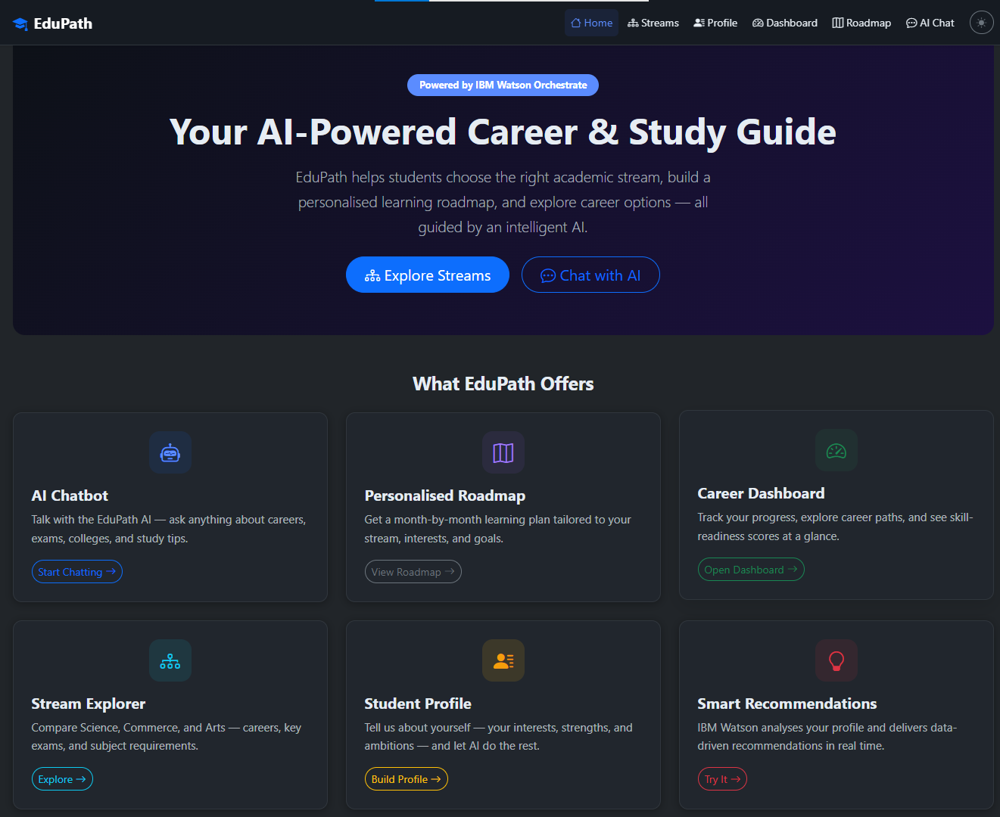 EduPath
Home
Streams
Profile
Dashboard
Roadmap
AI Chat
Powered by IBM Watson Orchestrate
Your AI-Powered Career & Study Guide
EduPath helps students choose the right academic stream, build a
personalised learning roadmap, and explore career options — all
guided by an intelligent AI.
Explore Streams
Chat with AI
What EduPath Offers
AI Chatbot
Talk with the EduPath AI — ask anything about careers,
exams, colleges, and study tips.
Start Chatting →
Personalised Roadmap
Get a month-by-month learning plan tailored to your
stream, interests, and goals.
View Roadmap →
Career Dashboard
Track your progress, explore career paths, and see skill-
readiness scores at a glance.
Open Dashboard →
Stream Explorer
Compare Science, Commerce, and Arts — careers, key
exams, and subject requirements.
Explore →
Student Profile
Tell us about yourself — your interests, strengths, and
ambitions — and let AI do the rest.
Build Profile →
Smart Recommendations
IBM Watson analyses your profile and delivers data-
driven recommendations in real time.
Try It →